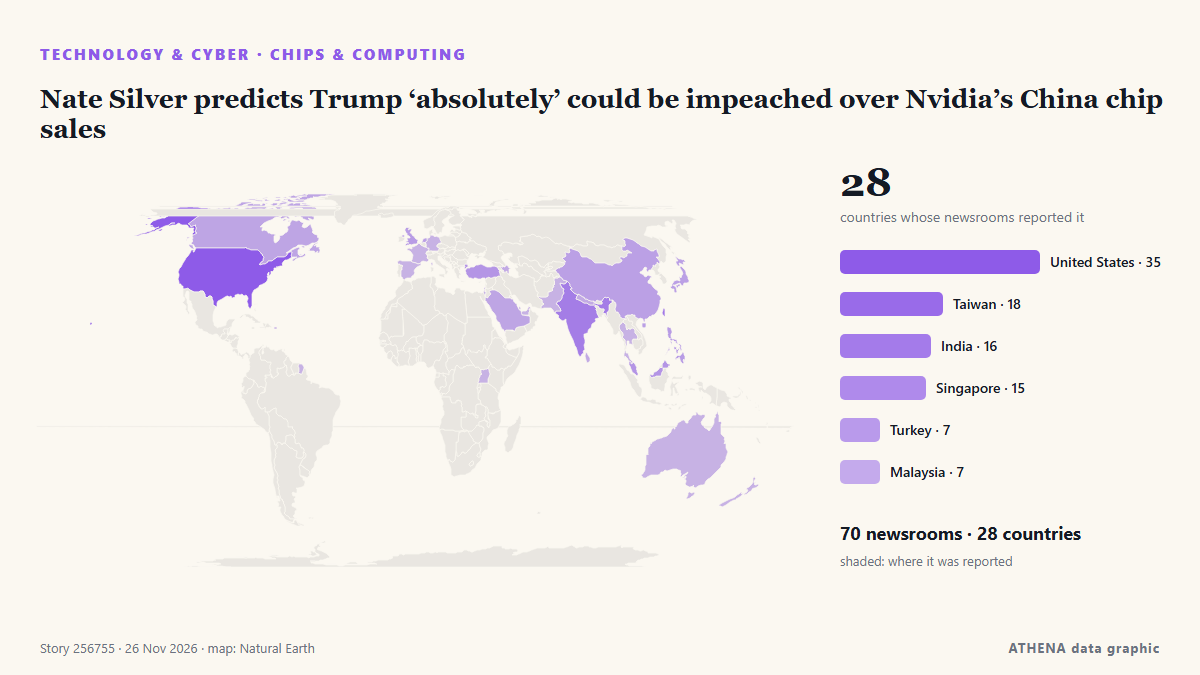 TECHNOLOGY & CYBER · CHIPS & COMPUTING
Nate Silver predicts Trump ‘absolutely’ could be impeached over Nvidia’s China chip
sales
28
countries whose newsrooms reported it
United States · 35
Taiwan · 18
India · 16
Singapore · 15
Turkey · 7
Malaysia · 7
70 newsrooms · 28 countries
shaded: where it was reported
Story 256755 · 26 Nov 2026 · map: Natural Earth
ATHENA data graphic